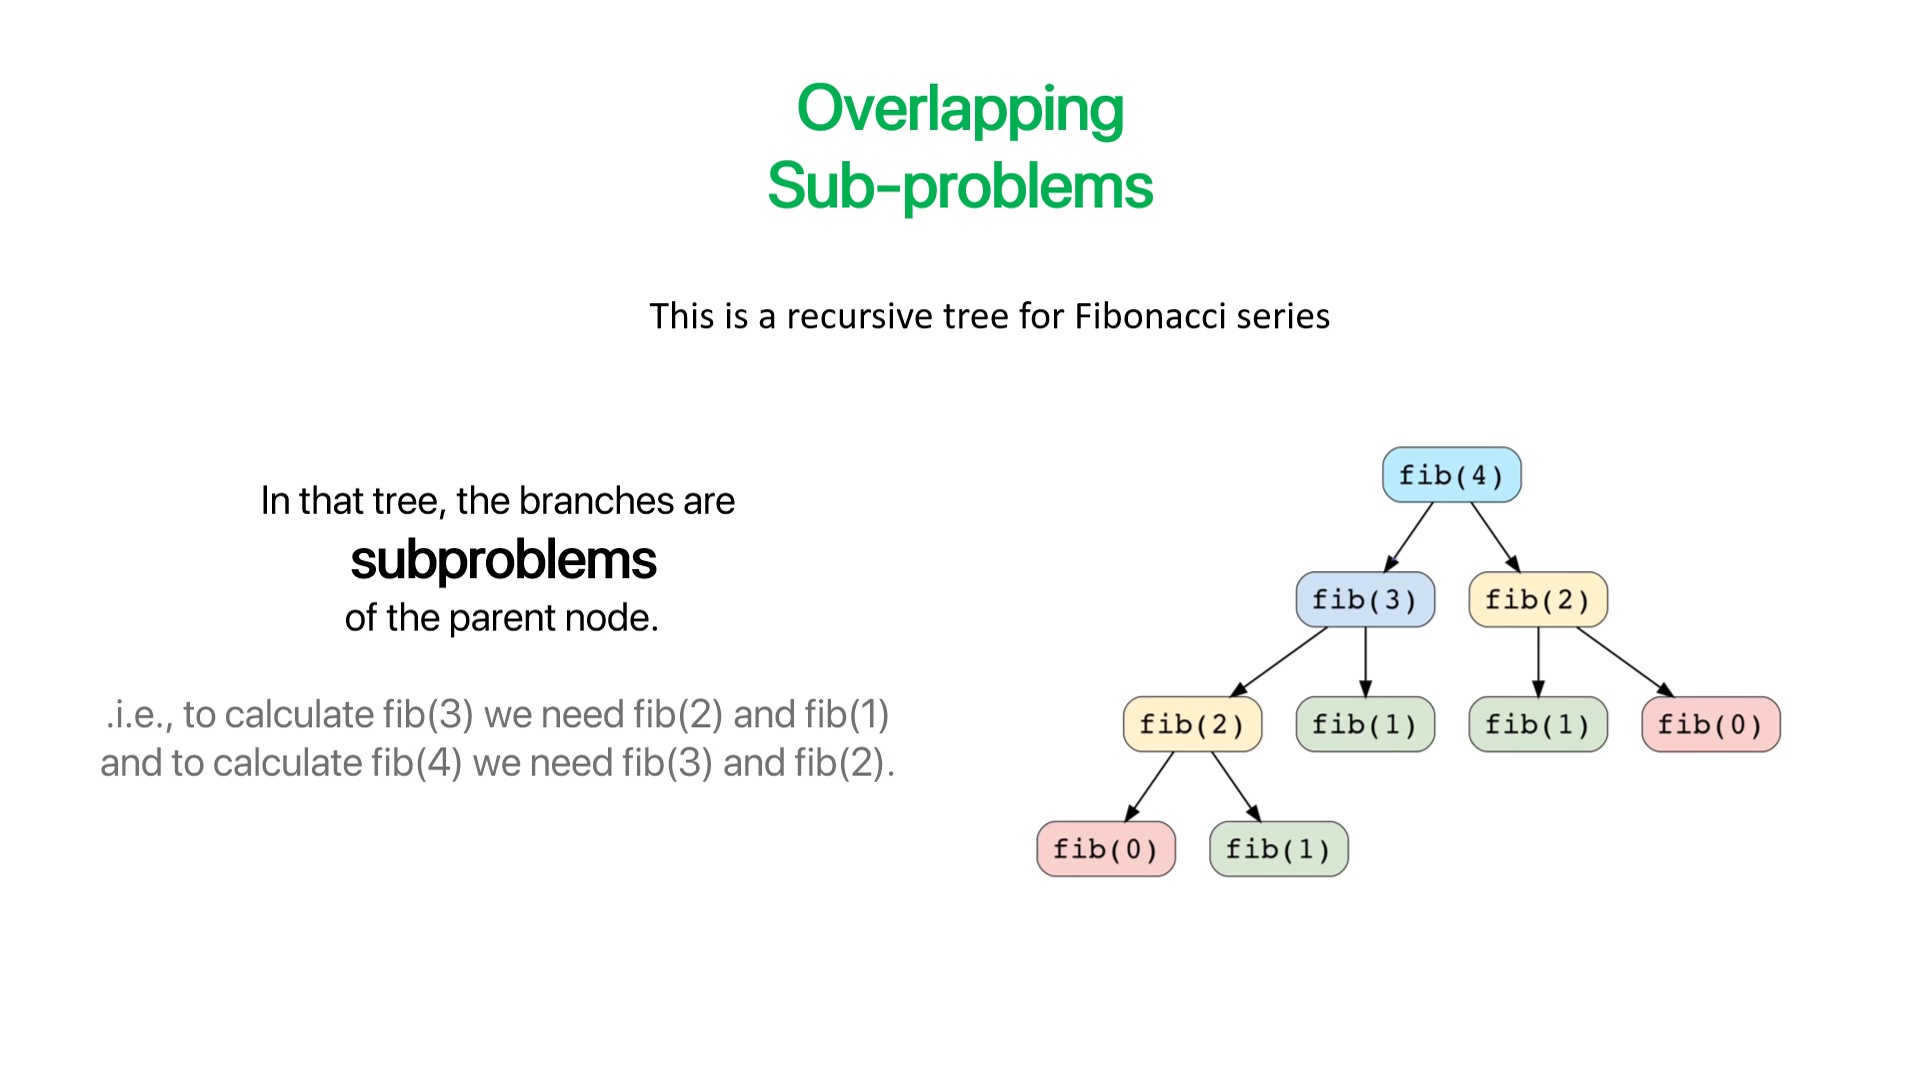 Overlapping
Sub-problems
This is a recursive tree for Fibonacci series
In that tree, the branches are
subproblems
of the parent node.
.i.e., to calculate fib(3) we need fib(2) and fib(1)
and to calculate fib(4) we need fib(3) and fib(2).
fib(4)
fib(3) fib(2)
fib(2) fib(1) fib(1) fib(0)
fib(0) fib(1)